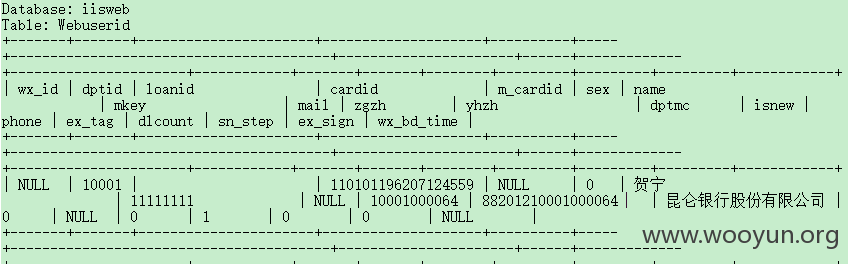 Database: iisweb
Table: Webuserid
| wx_id | dptid | loanid | cardid | m_cardid | sex | name
| mkey | mail | zgzh | yhzh | dptmc | isnew |
phone | ex_tag | dlcount | sn_step | ex_sign | wx_bd_time |
| NULL | 10001 | | 110101196207124559 | NULL | 0 | 贺宁
| 11111111 | NULL | 10001000064 | 88201210001000064 | | 昆仑银行股份有限公司 |
0 | NULL | 0 | 1 | 0 | 0 | NULL |
www.wooyun.org